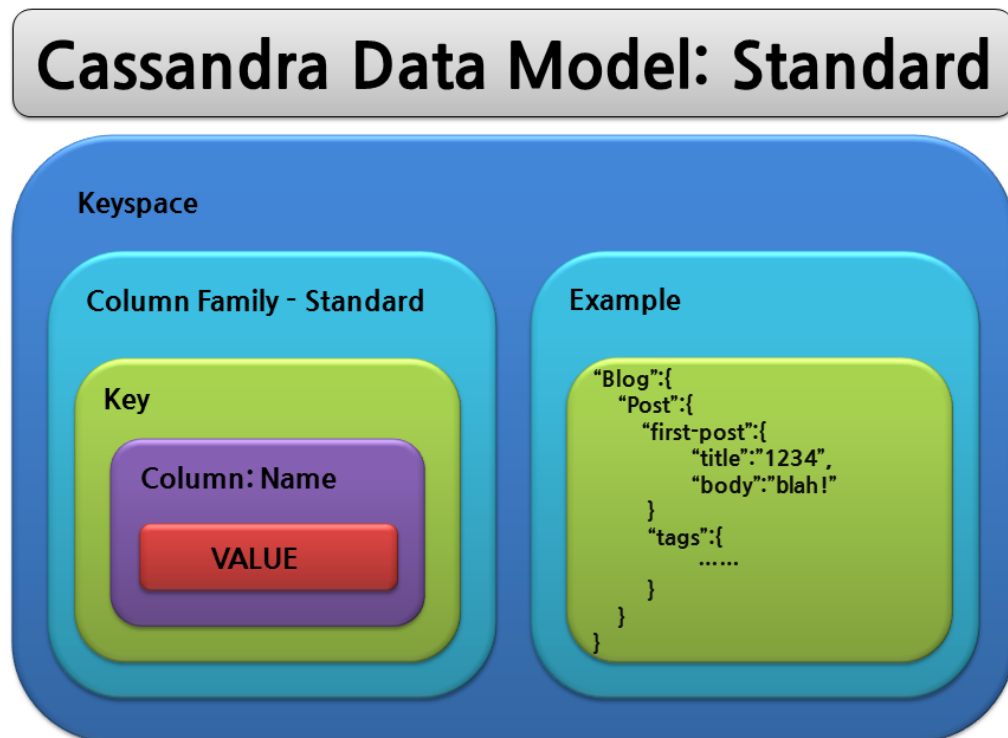 Cassandra Data Model: Standard
Keyspace
Column Family - Standard
Key
Column: Name
VALUE
Example
“Blog”:{
“Post”:{
“first-post”:{
“title”:”1234”,
“body”:”blah!”
}
“tags”:{
……
}
}
}